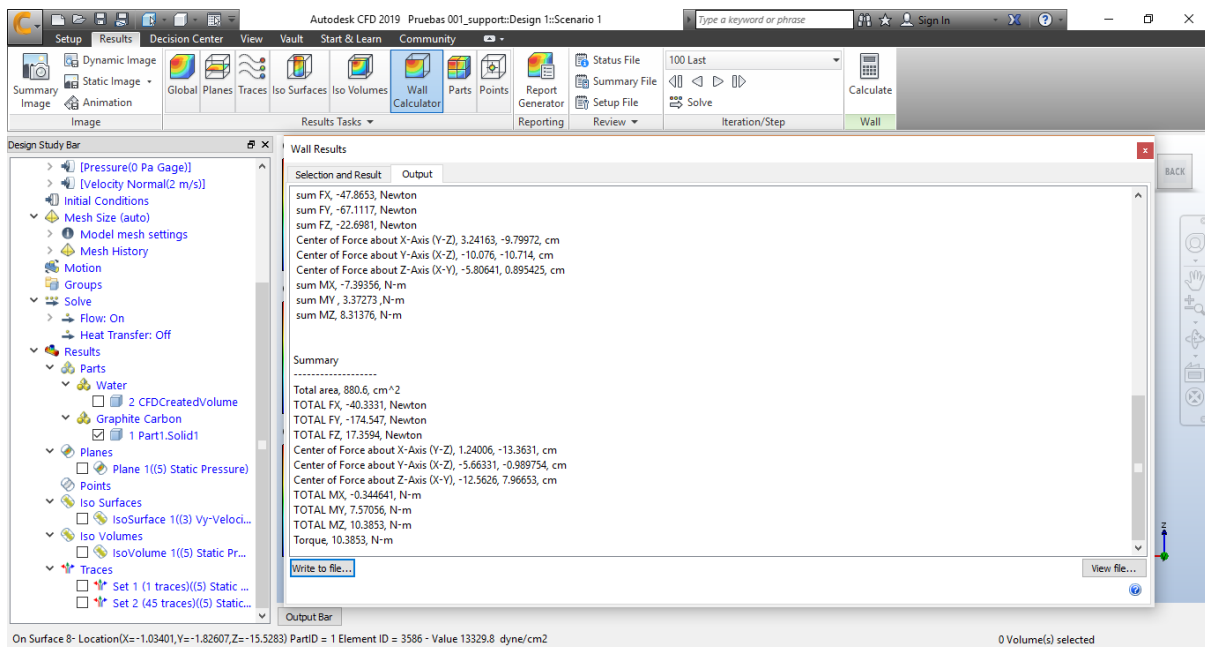 Autodesk CFD 2019 Pruebas 001_support::Design 1::Scenario 1
Type a keyword or phrase
Sign In
Setup Results Decision Center View Vault Start & Learn Community
Summary Image
Dynamic Image
Static Image
Animation
Global Planes Traces Iso Surfaces Iso Volumes Wall Calculator Parts Points
Report Generator
Status File
Summary File
Setup File
100 Last
Solve
Calculate
Image Results Tasks Reporting Review Iteration/Step Wall
Design Study Bar
[Pressure(0 Pa Gage)]
[Velocity Normal(2 m/s)]
Initial Conditions
Mesh Size (auto)
Model mesh settings
Mesh History
Motion
Groups
Solve
Flow: On
Heat Transfer: Off
Results
Parts
Water
2 CFDCreatedVolume
Graphite Carbon
1 Part1.Solid1
Planes
Plane 1((5) Static Pressure)
Points
Iso Surfaces
IsoSurface 1((3) Vy-Veloci...
Iso Volumes
IsoVolume 1((5) Static Pr...
Traces
Set 1 (1 traces)((5) Static ...
Set 2 (45 traces)((5) Static...
Wall Results
Selection and Result Output
sum FX, -47.8653, Newton
sum FY, -67.1117, Newton
sum FZ, -22.6981, Newton
Center of Force about X-Axis (Y-Z), 3.24163, -9.79972, cm
Center of Force about Y-Axis (X-Z), -10.076, -10.714, cm
Center of Force about Z-Axis (X-Y), -5.80641, 0.895425, cm
sum MX, -7.39356, N-m
sum MY , 3.37273 ,N-m
sum MZ, 8.31376, N-m
Summary
------------------
Total area, 880.6, cm^2
TOTAL FX, -40.3331, Newton
TOTAL FY, -174.547, Newton
TOTAL FZ, 17.3594, Newton
Center of Force about X-Axis (Y-Z), 1.24006, -13.3631, cm
Center of Force about Y-Axis (X-Z), -5.66331, -0.989754, cm
Center of Force about Z-Axis (X-Y), -12.5626, 7.96653, cm
TOTAL MX, -0.344641, N-m
TOTAL MY, 7.57056, N-m
TOTAL MZ, 10.3853, N-m
Torque, 10.3853, N-m
Write to file...
View file...
BACK
Z
Output Bar
On Surface 8- Location(X=-1.03401,Y=-1.82607,Z=-15.5283) PartID = 1 Element ID = 3586 - Value 13329.8 dyne/cm2
0 Volume(s) selected